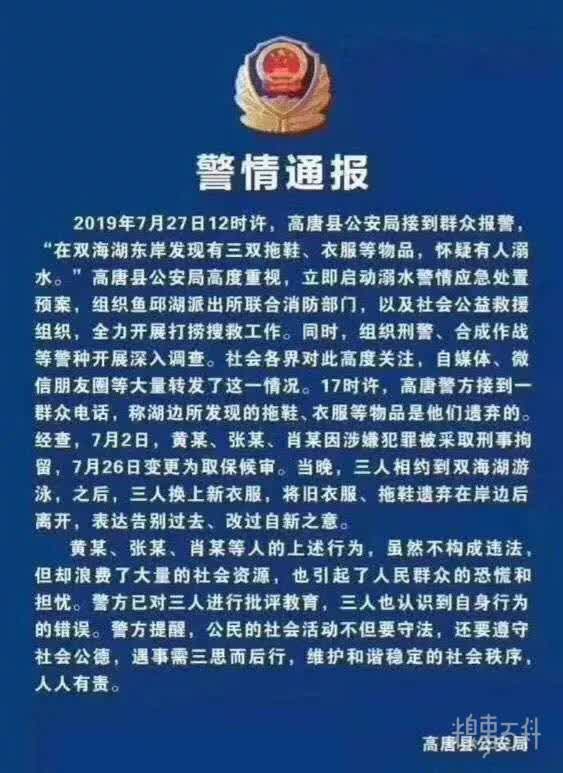 警情通报
2019年7月27日12时许，高唐县公安局接到群众报警，
“在双海湖东岸发现有三双拖鞋、衣服等物品，怀疑有人溺
水。”高唐县公安局高度重视，立即启动溺水警情应急处置
预案，组织鱼邱湖派出所联合消防部门，以及社会公益救援
组织，全力开展打捞搜救工作。同时，组织刑警、合成作战
等警种开展深入调查。社会各界对此高度关注，自媒体、微
信朋友圈等大量转发了这一情况。17时许，高唐警方接到一
群众电话，称湖边所发现的拖鞋、衣服等物品是他们遗弃的。
经查，7月2日，黄某、张某、肖某因涉嫌犯罪被采取刑事拘
留，7月26日变更为取保候审。当晚，三人相约到双海湖游
泳，之后，三人换上新衣服，将旧衣服、拖鞋遗弃在岸边后
离开，表达告别过去、改过自新之意。
黄某、张某、肖某等人的上述行为，虽然不构成违法，
但却浪费了大量的社会资源，也引起了人民群众的恐慌和
担忧。警方已对三人进行批评教育，三人也认识到自身行为
的错误。警方提醒，公民的社会活动不但要守法，还要遵守
社会公德，遇事需三思而后行，维护和谐稳定的社会秩序，
人人有责。
高唐县公安局
糗事百科